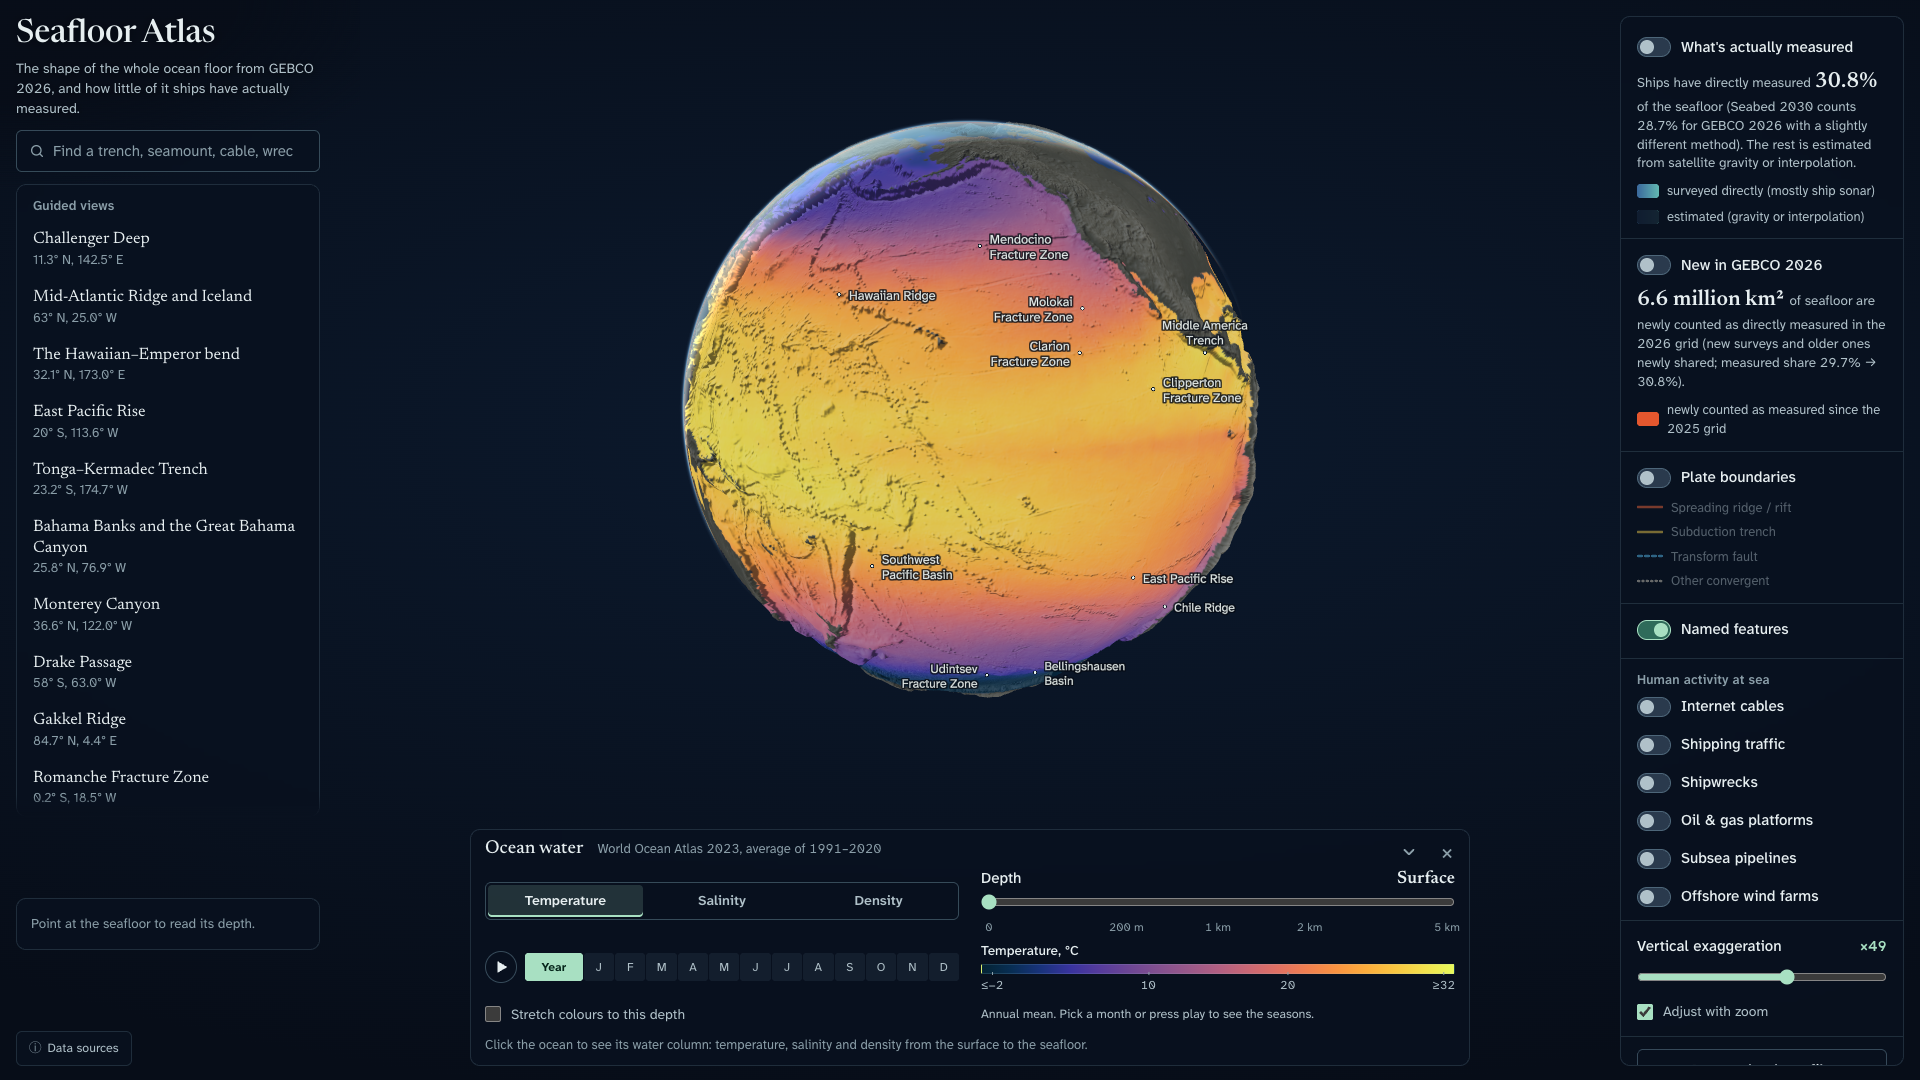 Seafloor Atlas
The shape of the whole ocean floor from GEBCO
2026, and how little of it ships have actually
measured.
Find a trench, seamount, cable, wrec
Guided views
Challenger Deep
11.3° N, 142.5° E
Mid-Atlantic Ridge and Iceland
63° N, 25.0° W
The Hawaiian–Emperor bend
32.1° N, 173.0° E
East Pacific Rise
20° S, 113.6° W
Tonga–Kermadec Trench
23.2° S, 174.7° W
Bahama Banks and the Great Bahama
Canyon
25.8° N, 76.9° W
Monterey Canyon
36.6° N, 122.0° W
Drake Passage
58° S, 63.0° W
Gakkel Ridge
84.7° N, 4.4° E
Romanche Fracture Zone
0.2° S, 18.5° W
Point at the seafloor to read its depth.
Data sources
Mendocino
Fracture Zone
Hawaiian Ridge
Molokai
Fracture Zone
Middle America
Trench
Clarion
Fracture Zone
Clipperton
Fracture Zone
Southwest
Pacific Basin
East Pacific Rise
Chile Ridge
Udintsev
Fracture Zone
Bellingshausen
Basin
Ocean water World Ocean Atlas 2023, average of 1991–2020
Temperature Salinity Density
Year J F M A M J J A S O N D
Stretch colours to this depth
Click the ocean to see its water column: temperature, salinity and density from the surface to the seafloor.
Depth Surface
0 200 m 1 km 2 km 5 km
Temperature, °C
≤−2 10 20 ≥32
Annual mean. Pick a month or press play to see the seasons.
What's actually measured
Ships have directly measured 30.8%
of the seafloor (Seabed 2030 counts
28.7% for GEBCO 2026 with a slightly
different method). The rest is estimated
from satellite gravity or interpolation.
surveyed directly (mostly ship sonar)
estimated (gravity or interpolation)
New in GEBCO 2026
6.6 million km² of seafloor are
newly counted as directly measured in the
2026 grid (new surveys and older ones
newly shared; measured share 29.7% →
30.8%).
newly counted as measured since the
2025 grid
Plate boundaries
Spreading ridge / rift
Subduction trench
Transform fault
Other convergent
Named features
Human activity at sea
Internet cables
Shipping traffic
Shipwrecks
Oil & gas platforms
Subsea pipelines
Offshore wind farms
Vertical exaggeration ×49
Adjust with zoom